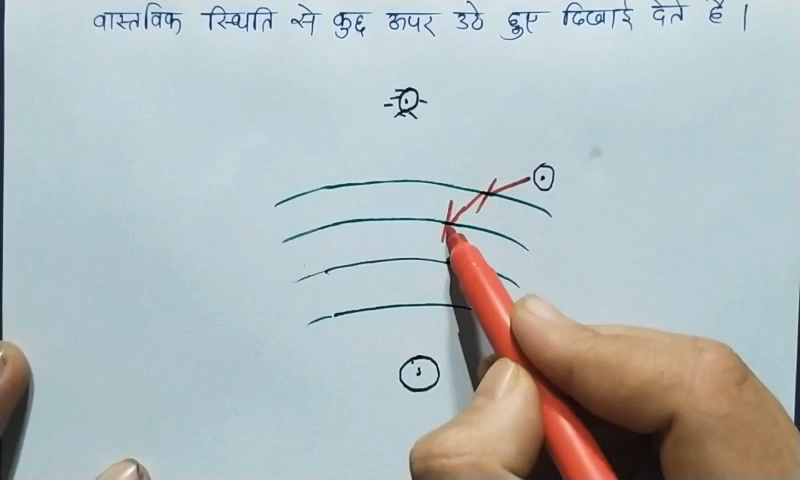 वास्तविक स्थिति से कुछ ऊपर उठे हुए दिखाई देते हैं।